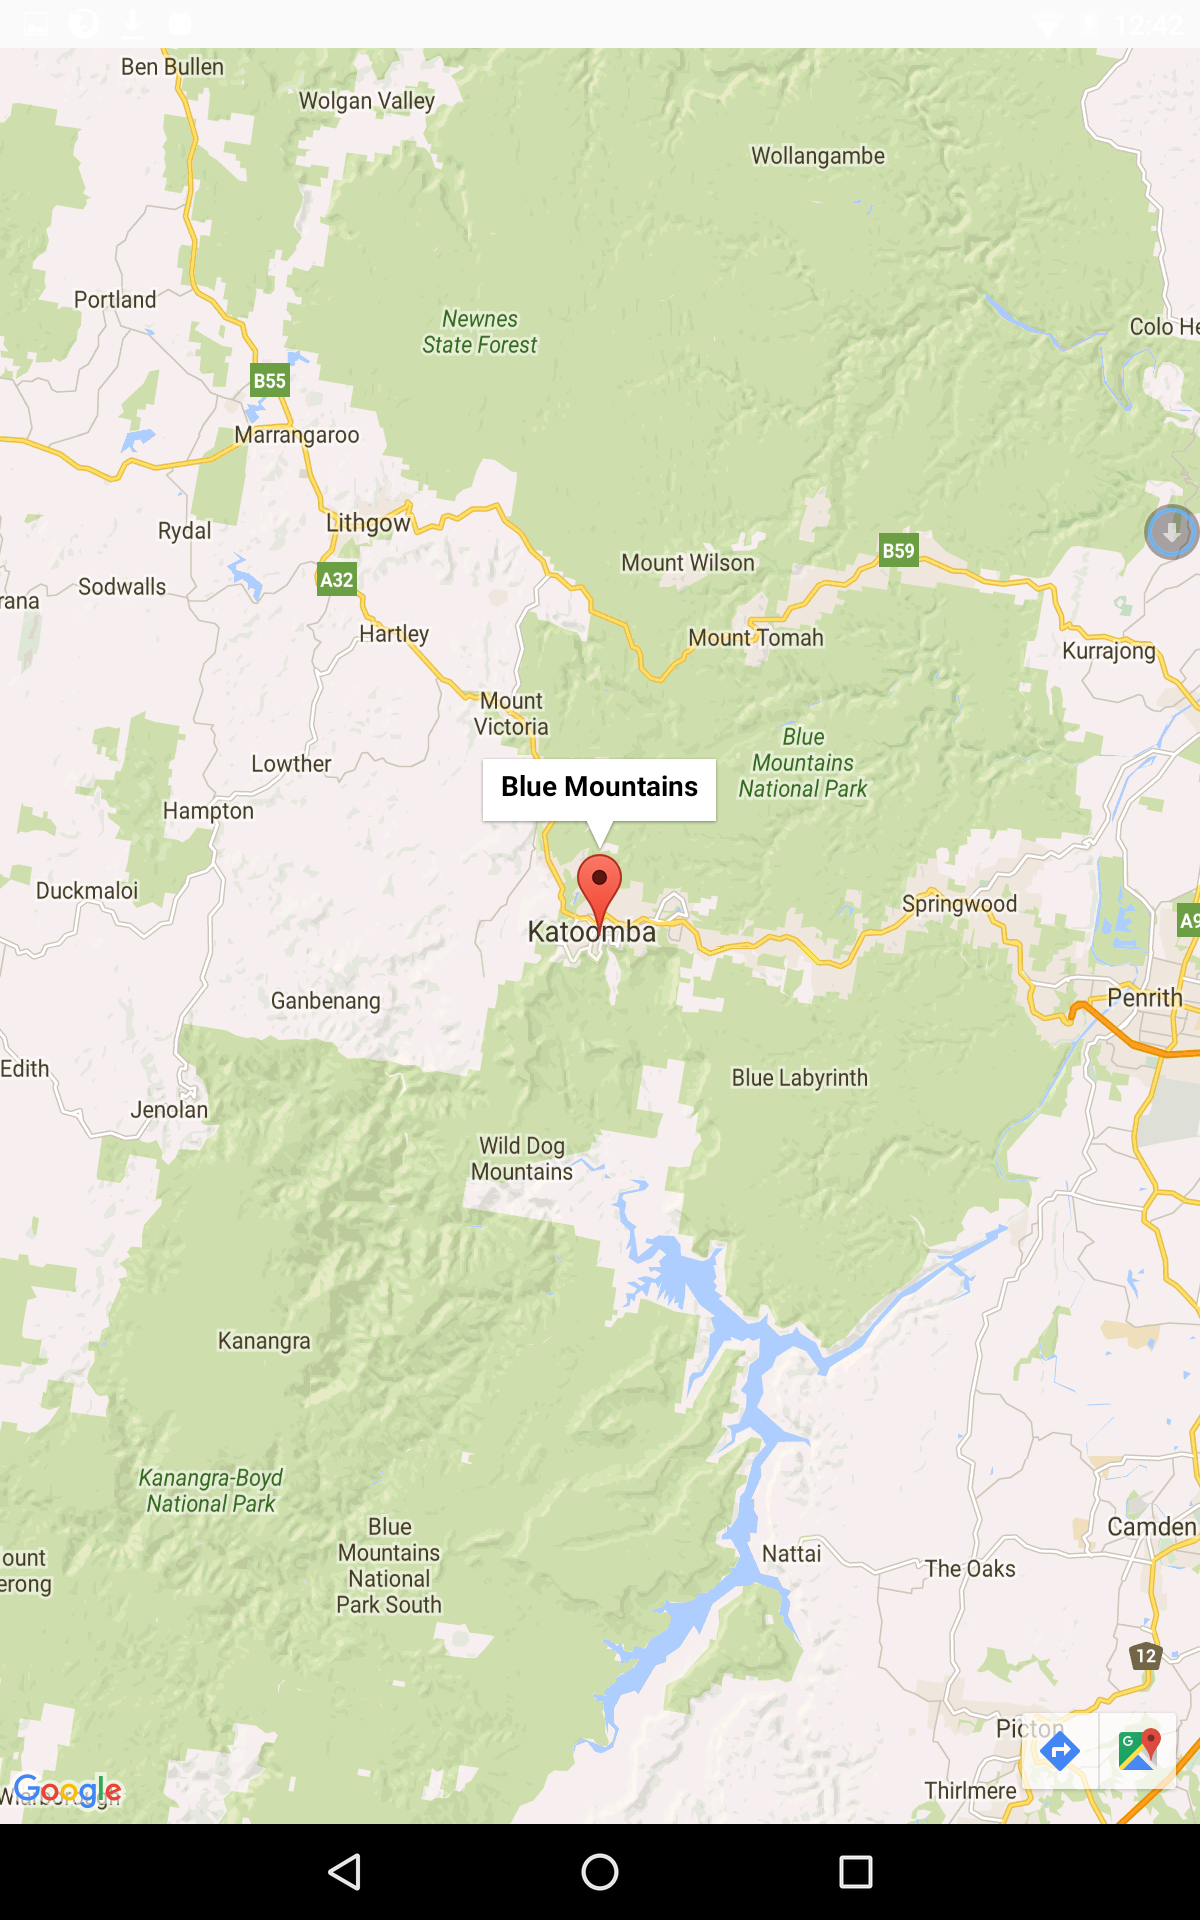 12:42
Ben Bullen
Wolgan Valley
Wollangambe
Portland
Newnes
State Forest
Colo He
B55
Marrangaroo
Lithgow
Rydal
B59
Mount Wilson
A32
Sodwalls
rana
Hartley
Mount Tomah
Kurrajong
Mount
Victoria
Blue
Mountains
National Park
Lowther
Blue Mountains
Hampton
Duckmaloi
Springwood
A9
Katoomba
Ganbenang
Penrith
Edith
Blue Labyrinth
Jenolan
Wild Dog
Mountains
Kanangra
Kanangra-Boyd
National Park
Blue
Mountains
National
Park South
Camden
Nattai
The Oaks
ount
erong
12
Picton
G
Thirlmere
Google